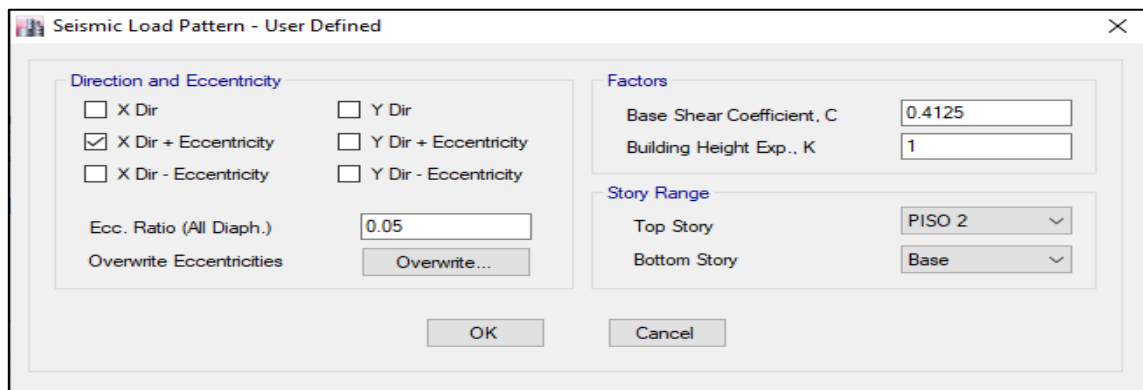 Seismic Load Pattern - User Defined
Direction and Eccentricity
X Dir
Y Dir
X Dir + Eccentricity
Y Dir + Eccentricity
X Dir - Eccentricity
Y Dir - Eccentricity
Ecc. Ratio (All Diaph.)
0.05
Overwrite Eccentricities
Overwrite...
Factors
Base Shear Coefficient, C
0.4125
Building Height Exp., K
1
Story Range
Top Story
PISO 2
Bottom Story
Base
OK
Cancel